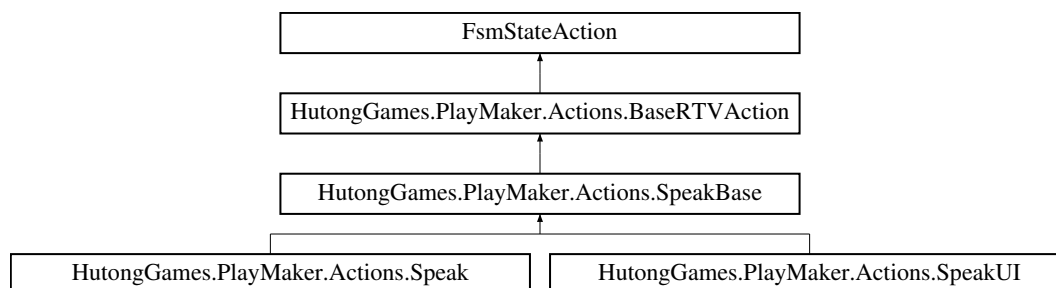 FsmStateAction
HutongGames.PlayMaker.Actions.BaseRTVAction
HutongGames.PlayMaker.Actions.SpeakBase
HutongGames.PlayMaker.Actions.Speak
HutongGames.PlayMaker.Actions.SpeakUI